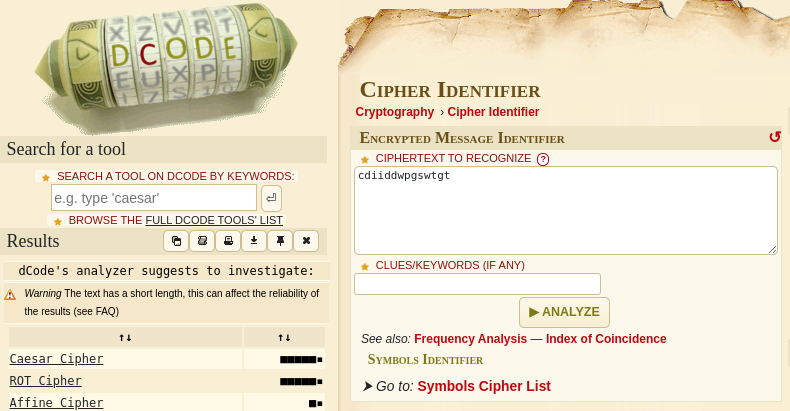 DCODE
Search for a tool
SEARCH A TOOL ON DCODE BY KEYWORDS:
e.g. type 'caesar'
BROWSE THE FULL DCODE TOOLS' LIST
Results
dCode's analyzer suggests to investigate:
Warning The text has a short length, this can affect the reliability of
the results (see FAQ)
↑↓ ↑↓
Caesar Cipher
ROT Cipher
Affine Cipher
Cipher Identifier
Cryptography › Cipher Identifier
Encrypted Message Identifier
CIPHERTEXT TO RECOGNIZE ?
cdiiddwpgswtgt
CLUES/KEYWORDS (IF ANY)
▶ ANALYZE
See also: Frequency Analysis — Index of Coincidence
Symbols Identifier
➤ Go to: Symbols Cipher List